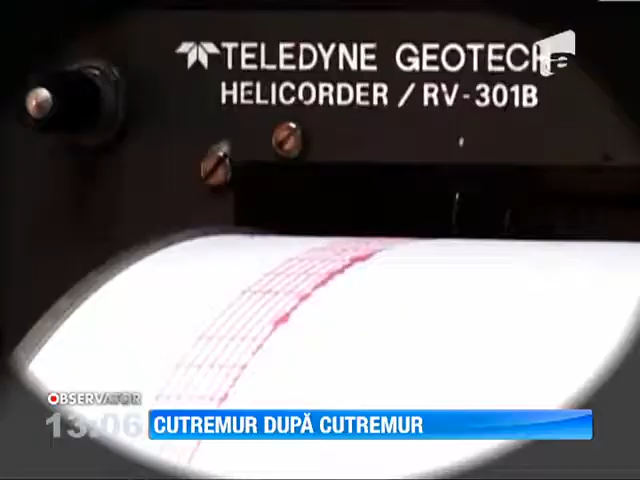 TELEDYNE GEOTECH
HELICORDER / RV-301B
OBSERVATOR
13:06
CUTREMUR DUPĂ CUTREMUR